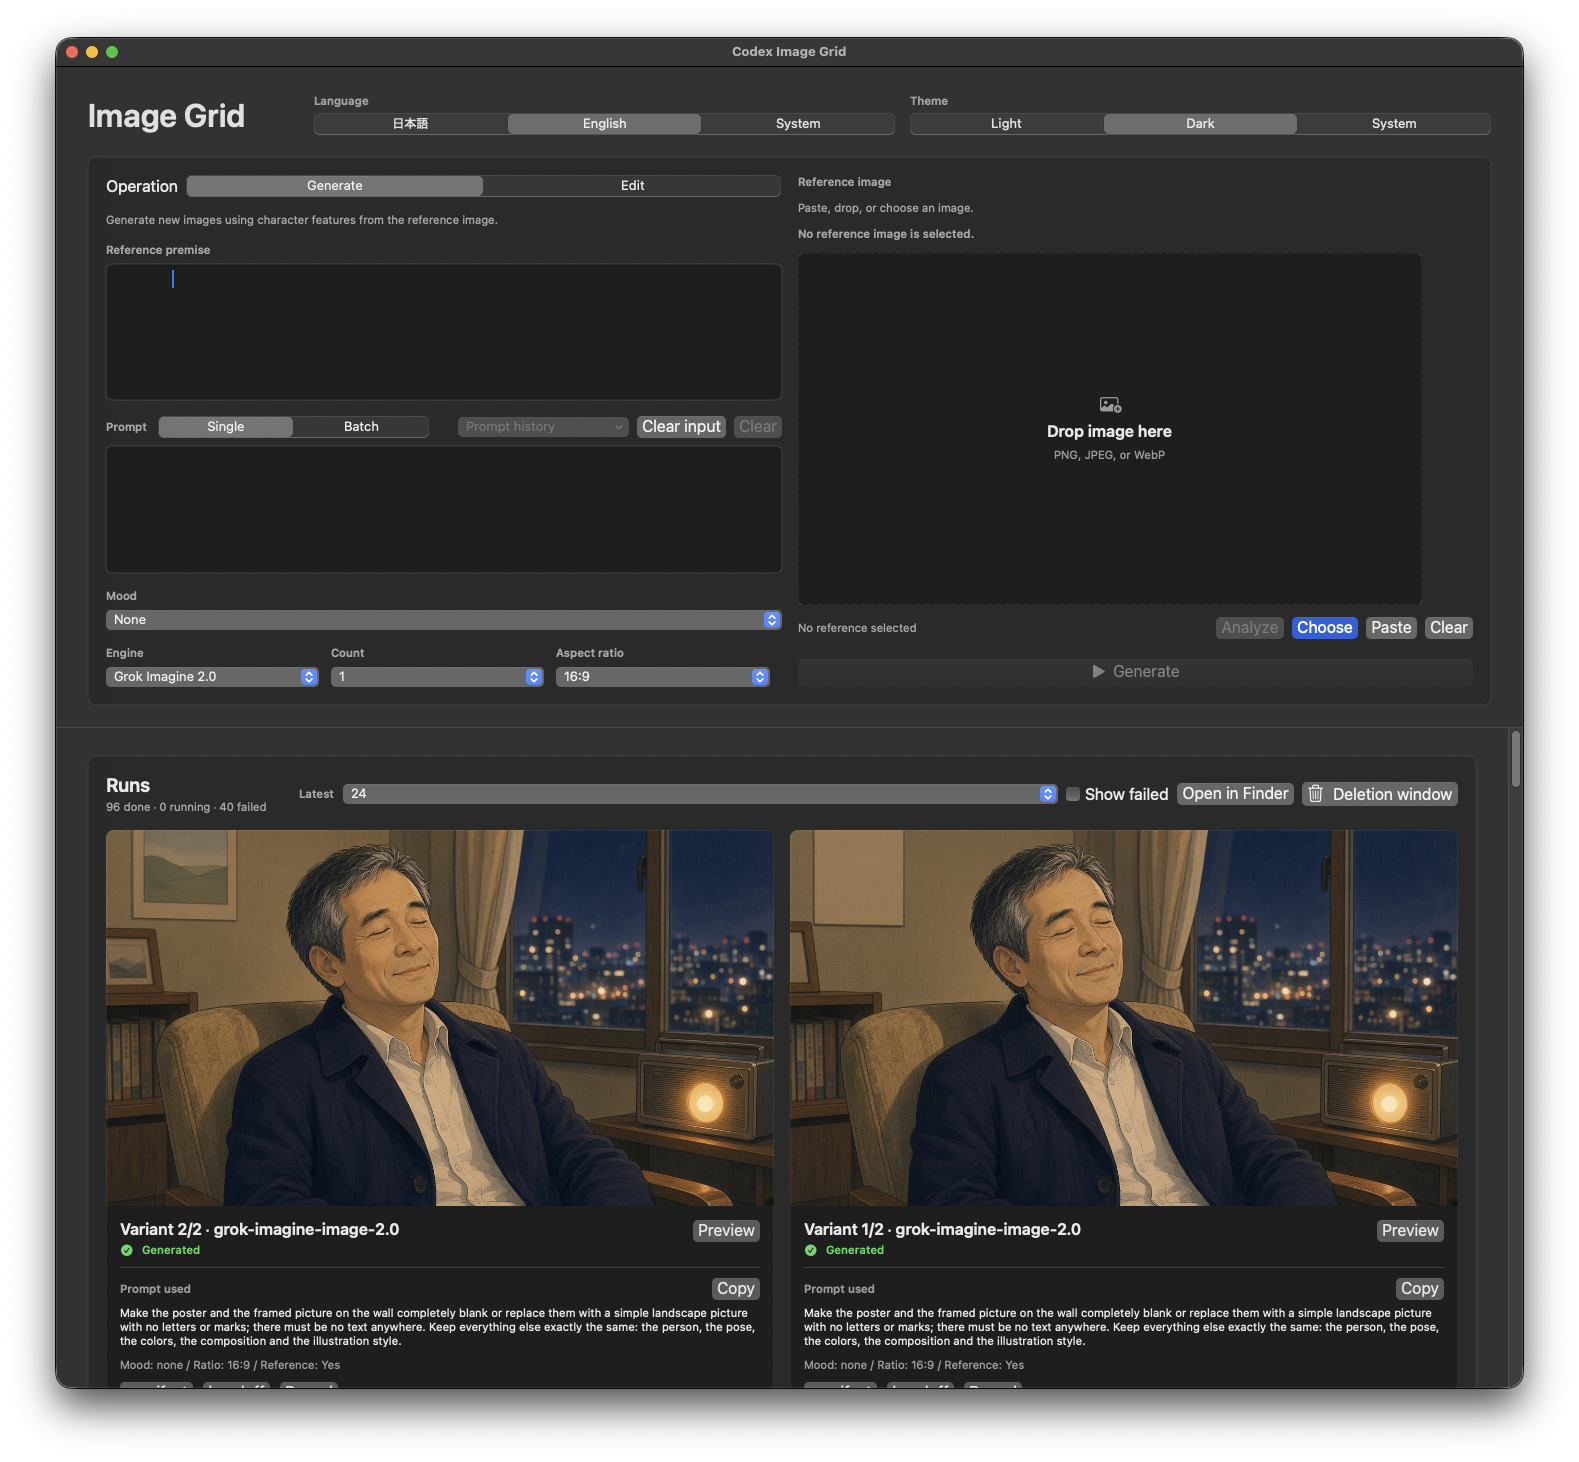 Codex Image Grid
Image Grid
Language
日本語 English System
Theme
Light Dark System
Operation Generate Edit
Generate new images using character features from the reference image.
Reference premise
Prompt Single Batch Prompt history Clear input Clear
Mood
None
Engine Count Aspect ratio
Grok Imagine 2.0 1 16:9
Reference image
Paste, drop, or choose an image.
No reference image is selected.
Drop image here
PNG, JPEG, or WebP
No reference selected Analyze Choose Paste Clear
Generate
Runs
96 done · 0 running · 40 failed
Latest 24 Show failed Open in Finder Deletion window
Variant 2/2 · grok-imagine-image-2.0 Preview
Generated
Prompt used Copy
Make the poster and the framed picture on the wall completely blank or replace them with a simple landscape picture
with no letters or marks; there must be no text anywhere. Keep everything else exactly the same: the person, the pose,
the colors, the composition and the illustration style.
Mood: none / Ratio: 16:9 / Reference: Yes
Variant 1/2 · grok-imagine-image-2.0 Preview
Generated
Prompt used Copy
Make the poster and the framed picture on the wall completely blank or replace them with a simple landscape picture
with no letters or marks; there must be no text anywhere. Keep everything else exactly the same: the person, the pose,
the colors, the composition and the illustration style.
Mood: none / Ratio: 16:9 / Reference: Yes